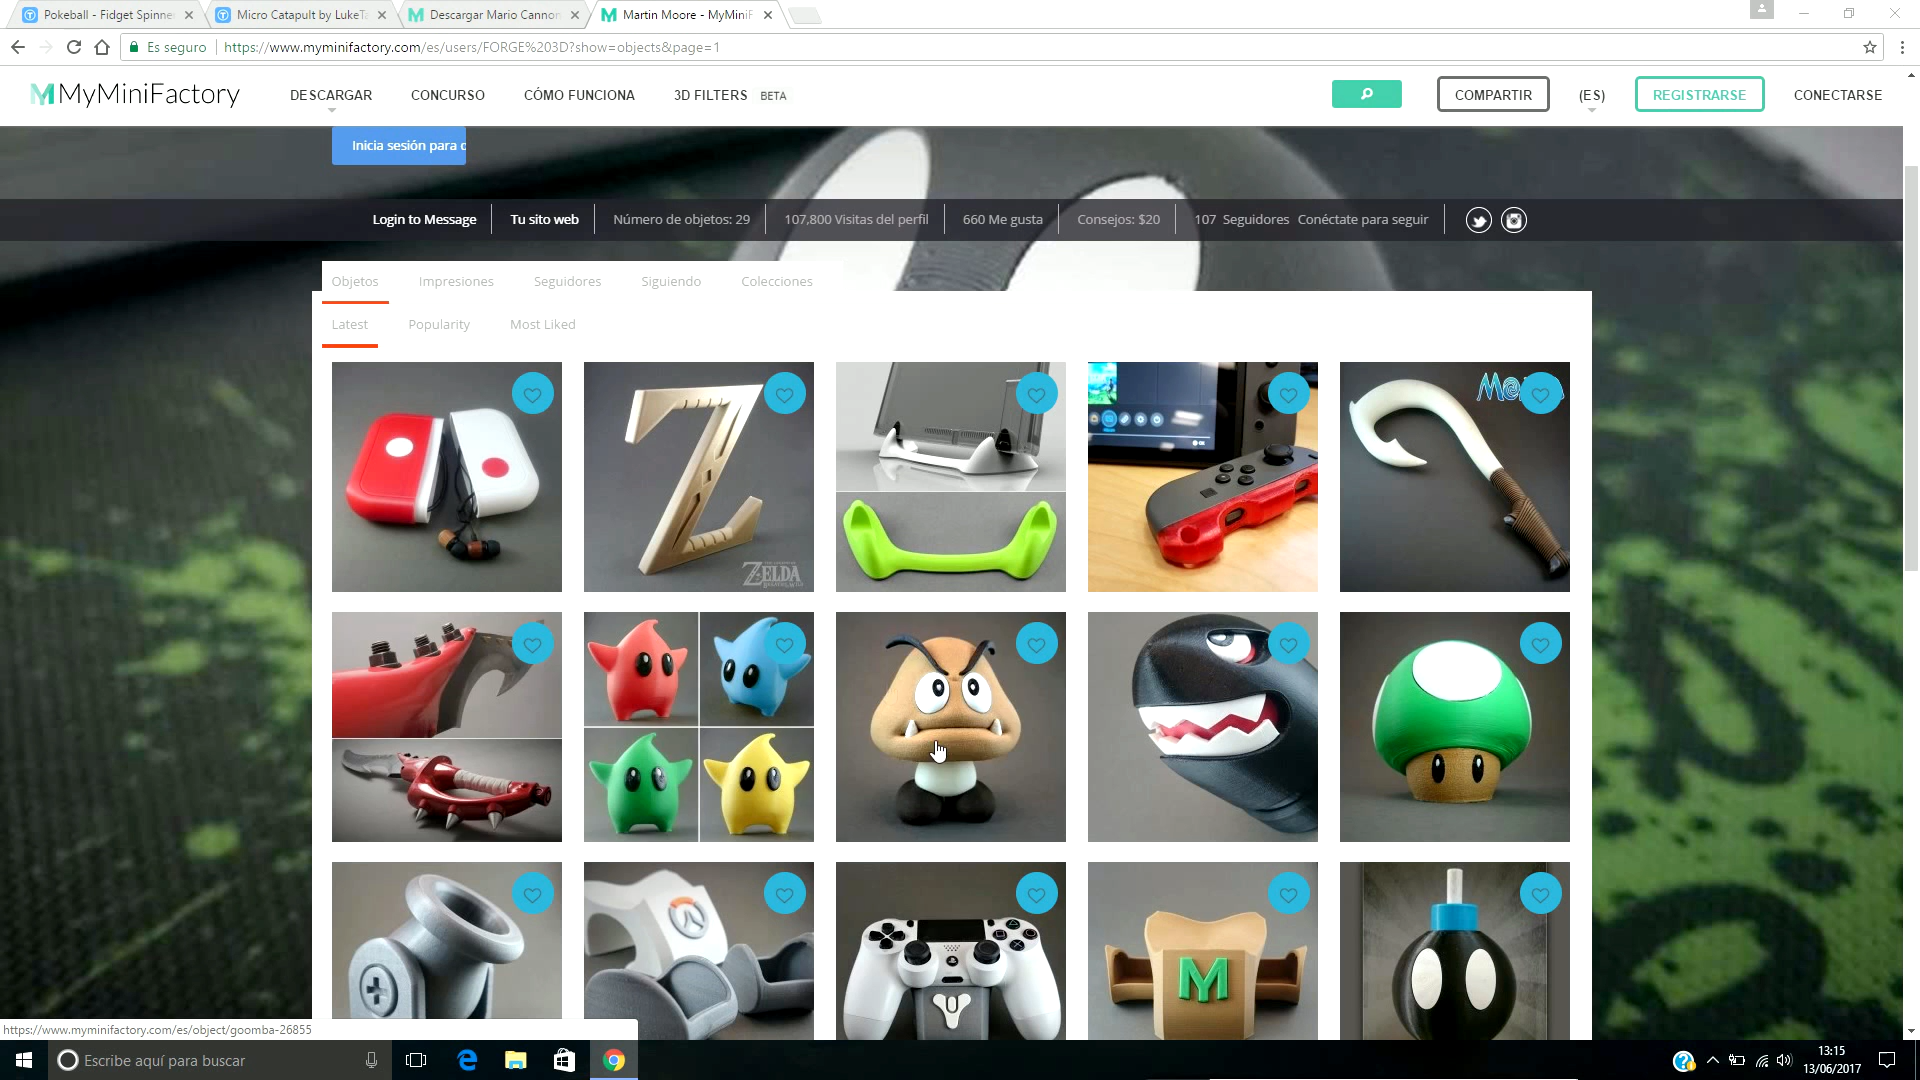 Pokeball - Fidget Spinner
Micro Catapult by LukeTa
Descargar Mario Cannon
Martin Moore - MyMiniF
Es seguro
https://www.myminifactory.com/es/users/FORGE%203D?show=objects&page=1
MyMiniFactory
DESCARGAR
CONCURSO
CÓMO FUNCIONA
3D FILTERS BETA
COMPARTIR
(ES)
REGISTRARSE
CONECTARSE
Inicia sesión para c
Login to Message
Tu sito web
Número de objetos: 29
107,800 Visitas del perfil
660 Me gusta
Consejos: $20
107 Seguidores
Conéctate para seguir
Objetos
Impresiones
Seguidores
Siguiendo
Colecciones
Latest
Popularity
Most Liked
ZELDA
M
https://www.myminifactory.com/es/object/goomba-26855
Escribe aquí para buscar
13:15
13/06/2017